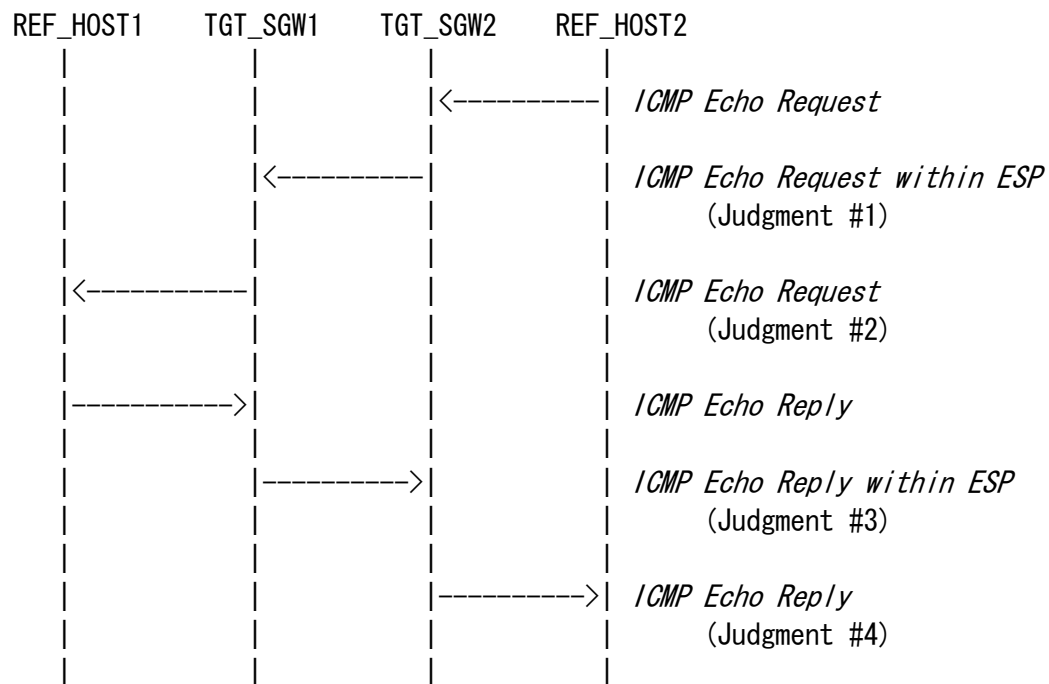 REF_HOST1 TGT_SGW1 TGT_SGW2 REF_HOST2
ICMP Echo Request
ICMP Echo Request within ESP
(Judgment #1)
ICMP Echo Request
(Judgment #2)
ICMP Echo Reply
ICMP Echo Reply within ESP
(Judgment #3)
ICMP Echo Reply
(Judgment #4)